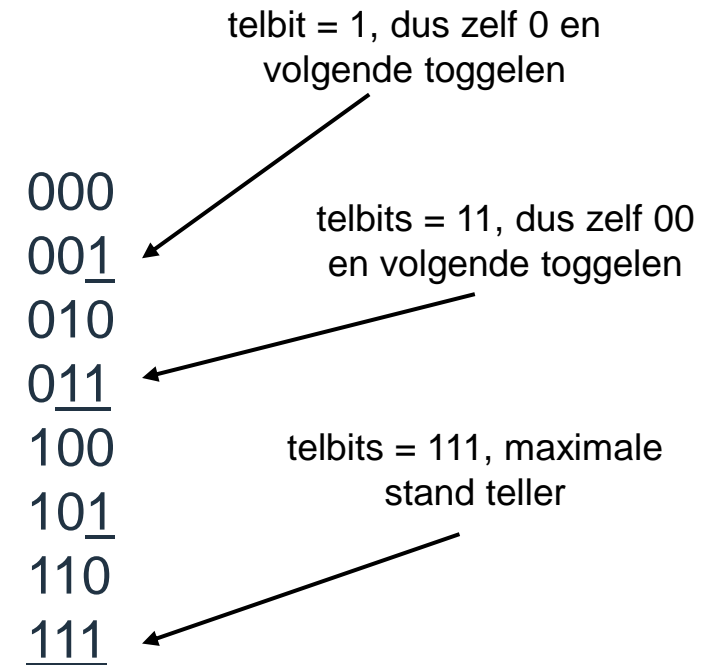 telbit = 1, dus zelf 0 en
volgende toggelen
000
001
telbits = 11, dus zelf 00
en volgende toggelen
010
011
100
telbits = 111, maximale
stand teller
101
110
111